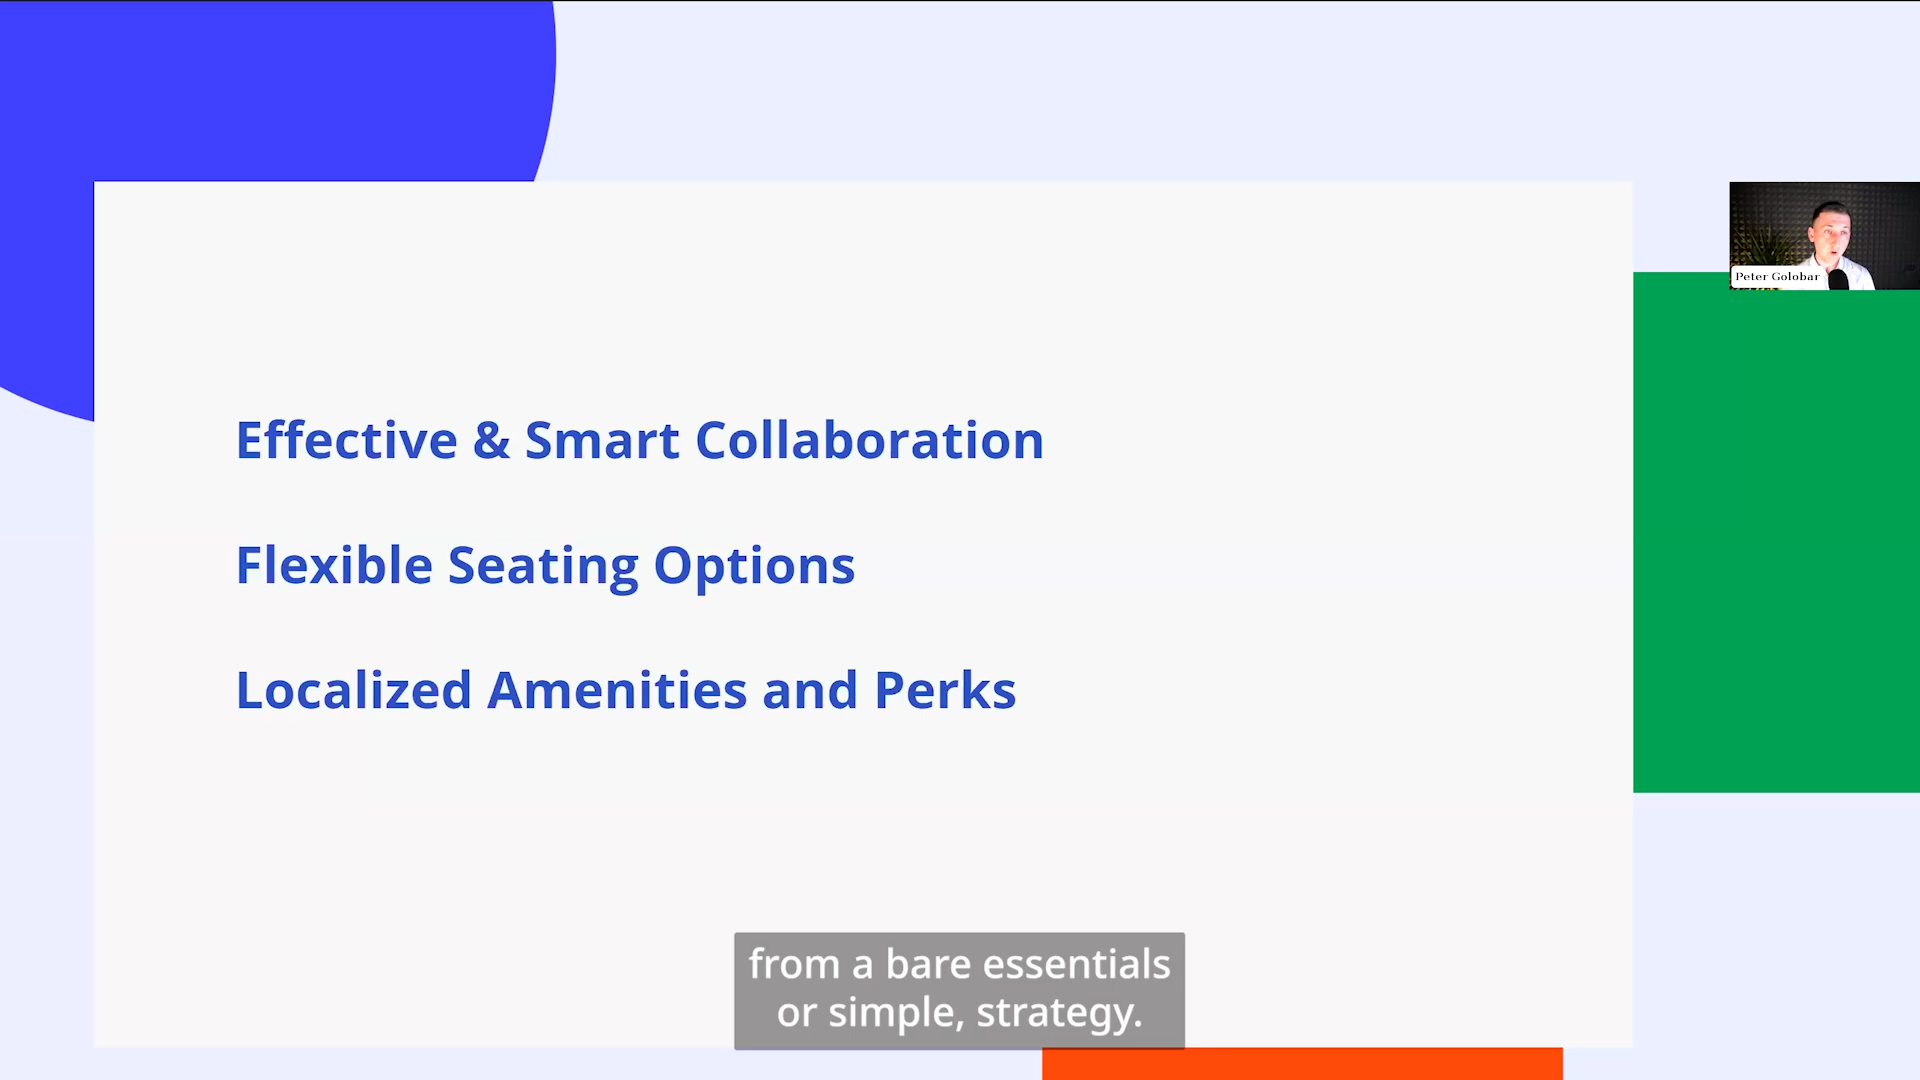 Peter Golobar
Effective & Smart Collaboration
Flexible Seating Options
Localized Amenities and Perks
from a bare essentials
or simple, strategy.